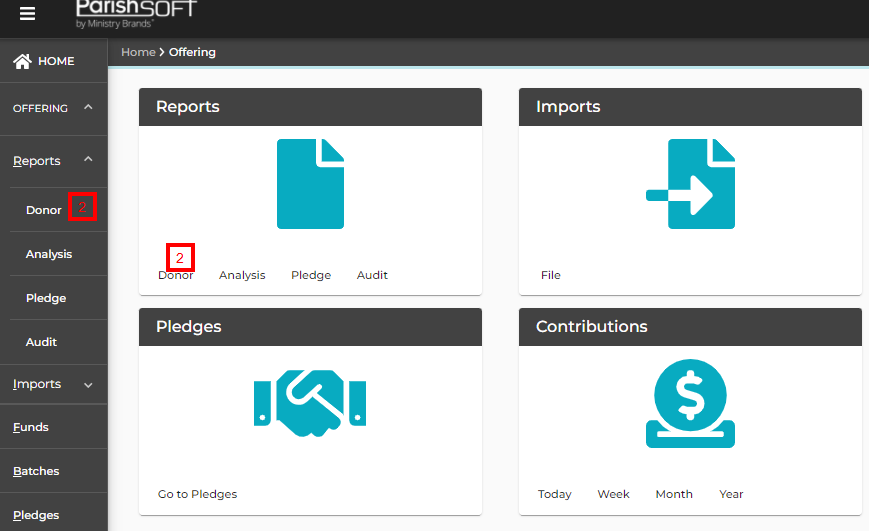 ParishSOFT
by Ministry Brands
HOME
OFFERING
Reports
Donor 2
Analysis
Pledge
Audit
Imports
Funds
Batches
Pledges
Home > Offering
Reports
2
Donor Analysis Pledge Audit
Imports
File
Pledges
Go to Pledges
Contributions
$
Today Week Month Year